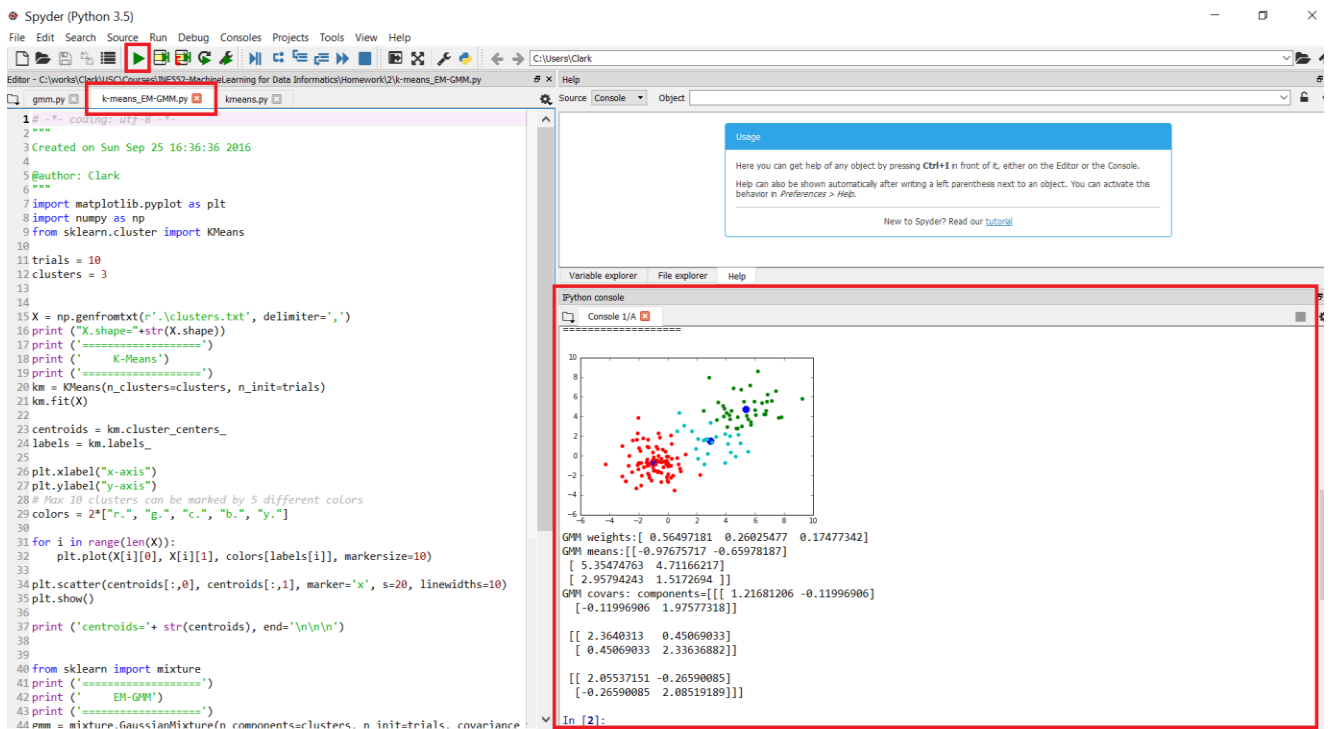 Spyder (Python 3.5)
File Edit Search Source Run Debug Consoles Projects Tools View Help
C:\Users\Clark
Editor - C:\works\Clark\USC\Courses\INF552-MachineLearning for Data Informatics\Homework\2\k-means_EM-GMM.py
gmm.py
k-means_EM-GMM.py
kmeans.py
1 # -*- coding: utf-8 -*-
2 """
3 Created on Sun Sep 25 16:36:36 2016
4
5 @author: Clark
6 """
7 import matplotlib.pyplot as plt
8 import numpy as np
9 from sklearn.cluster import KMeans
10
11 trials = 10
12 clusters = 3
13
14
15 X = np.genfromtxt(r'.\clusters.txt', delimiter=',')
16 print ("X.shape="+str(X.shape))
17 print ('===================')
18 print ('     K-Means')
19 print ('===================')
20 km = KMeans(n_clusters=clusters, n_init=trials)
21 km.fit(X)
22
23 centroids = km.cluster_centers_
24 labels = km.labels_
25
26 plt.xlabel("x-axis")
27 plt.ylabel("y-axis")
28 # Max 10 clusters can be marked by 5 different colors
29 colors = 2*["r.", "g.", "c.", "b.", "y."]
30
31 for i in range(len(X)):
32     plt.plot(X[i][0], X[i][1], colors[labels[i]], markersize=10)
33
34 plt.scatter(centroids[:,0], centroids[:,1], marker='x', s=20, linewidths=10)
35 plt.show()
36
37 print ('centroids='+ str(centroids), end='\n\n\n')
38
39
40 from sklearn import mixture
41 print ('===================')
42 print ('     EM-GMM')
43 print ('===================')
44 gmm = mixture.GaussianMixture(n_components=clusters, n_init=trials, covariance
Help
Source Console Object
Usage
Here you can get help of any object by pressing Ctrl+I in front of it, either on the Editor or the Console.
Help can also be shown automatically after writing a left parenthesis next to an object. You can activate this
behavior in Preferences > Help.
New to Spyder? Read our tutorial
Variable explorer File explorer Help
IPython console
Console 1/A
===================
10
8
6
4
2
0
−2
−4
−6
−6 −4 −2 0 2 4 6 8 10
GMM weights:[ 0.56497181 0.26025477 0.17477342]
GMM means:[[-0.97675717 -0.65978187]
[ 5.35474763 4.71166217]
[ 2.95794243 1.5172694 ]]
GMM covars: components=[[[ 1.21681206 -0.11996906]
[-0.11996906 1.97577318]]
[[ 2.3640313 0.45069033]
[ 0.45069033 2.33636882]]
[[ 2.05537151 -0.26590085]
[-0.26590085 2.08519189]]]
In [2]: